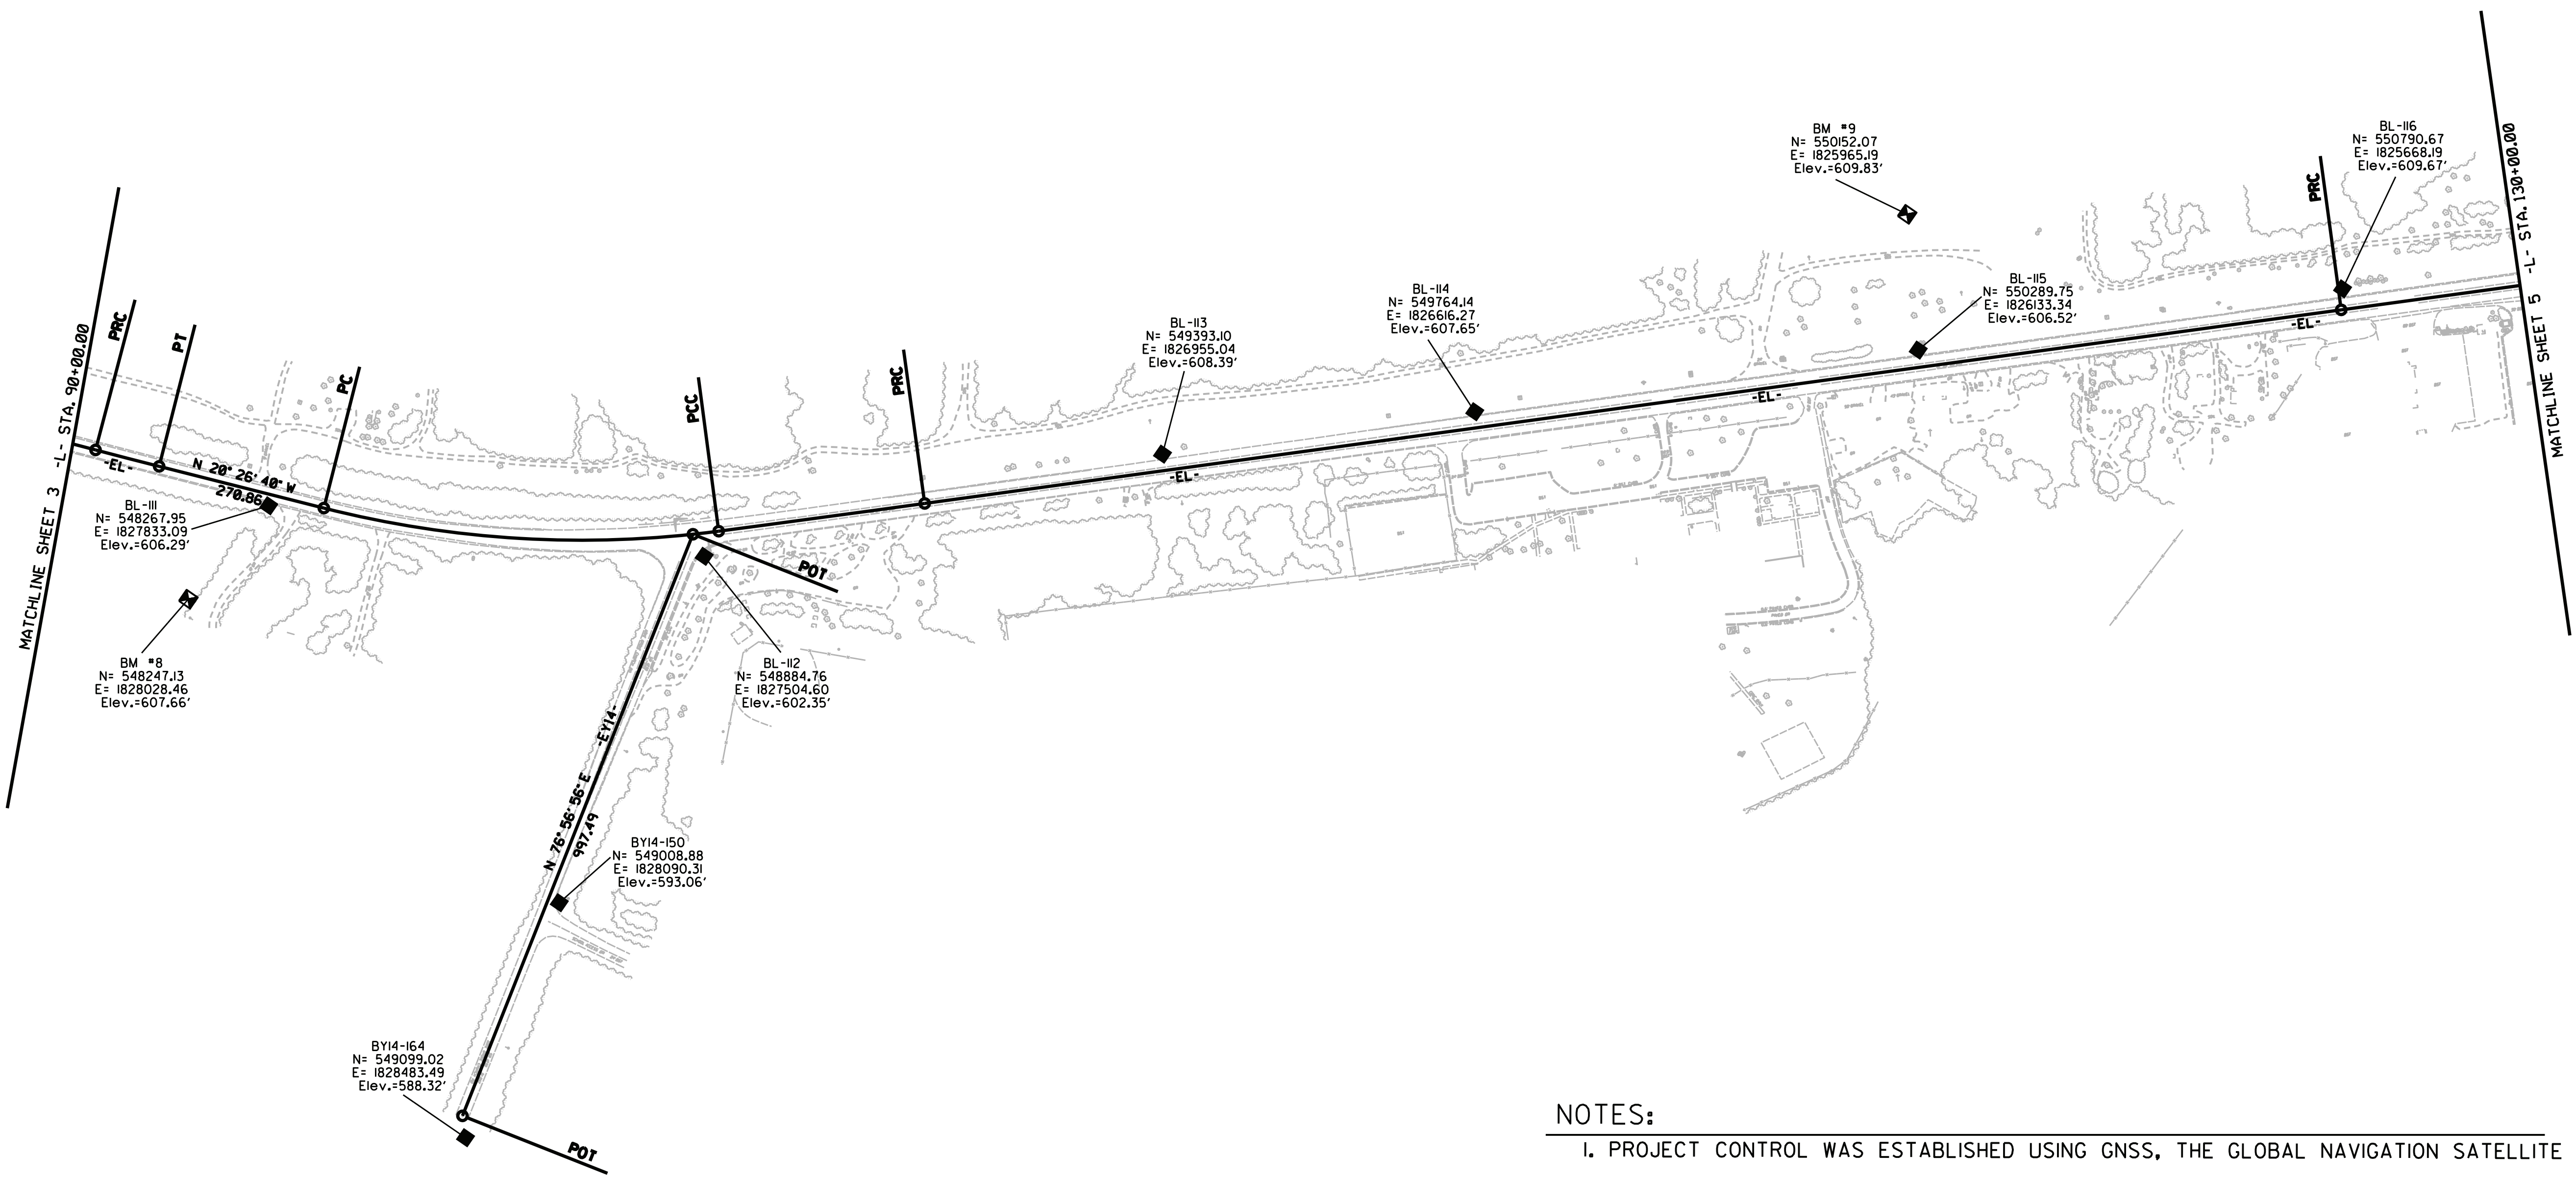 BM #9
N= 550152.07
E= 1825965.19
Elev.=609.83'
BL-116
N= 550790.67
E= 1825668.19
Elev.=609.67'
PRC
MATCHLINE SHEET 5 -L- STA. 130+00.00
BL-115
N= 550289.75
E= 1826133.34
Elev.=606.52'
BL-114
N= 549764.14
E= 1826616.27
Elev.=607.65'
BL-113
N= 549393.10
E= 1826955.04
Elev.=608.39'
MATCHLINE SHEET 3 -L- STA. 90+00.00
PRC
PT
PC
PCC
PRC
-EL-
N 20° 26' 40" W
270.86
-EL-
-EL-
-EL-
BL-111
N= 548267.95
E= 1827833.09
Elev.=606.29'
POT
BM #8
N= 548247.13
E= 1828028.46
Elev.=607.66'
BL-112
N= 548884.76
E= 1827504.60
Elev.=602.35'
-EY14-
N 76° 56' 56" E
997.49
BY14-150
N= 549008.88
E= 1828090.31
Elev.=593.06'
BY14-164
N= 549099.02
E= 1828483.49
Elev.=588.32'
POT
NOTES:
1. PROJECT CONTROL WAS ESTABLISHED USING GNSS, THE GLOBAL NAVIGATION SATELLITE